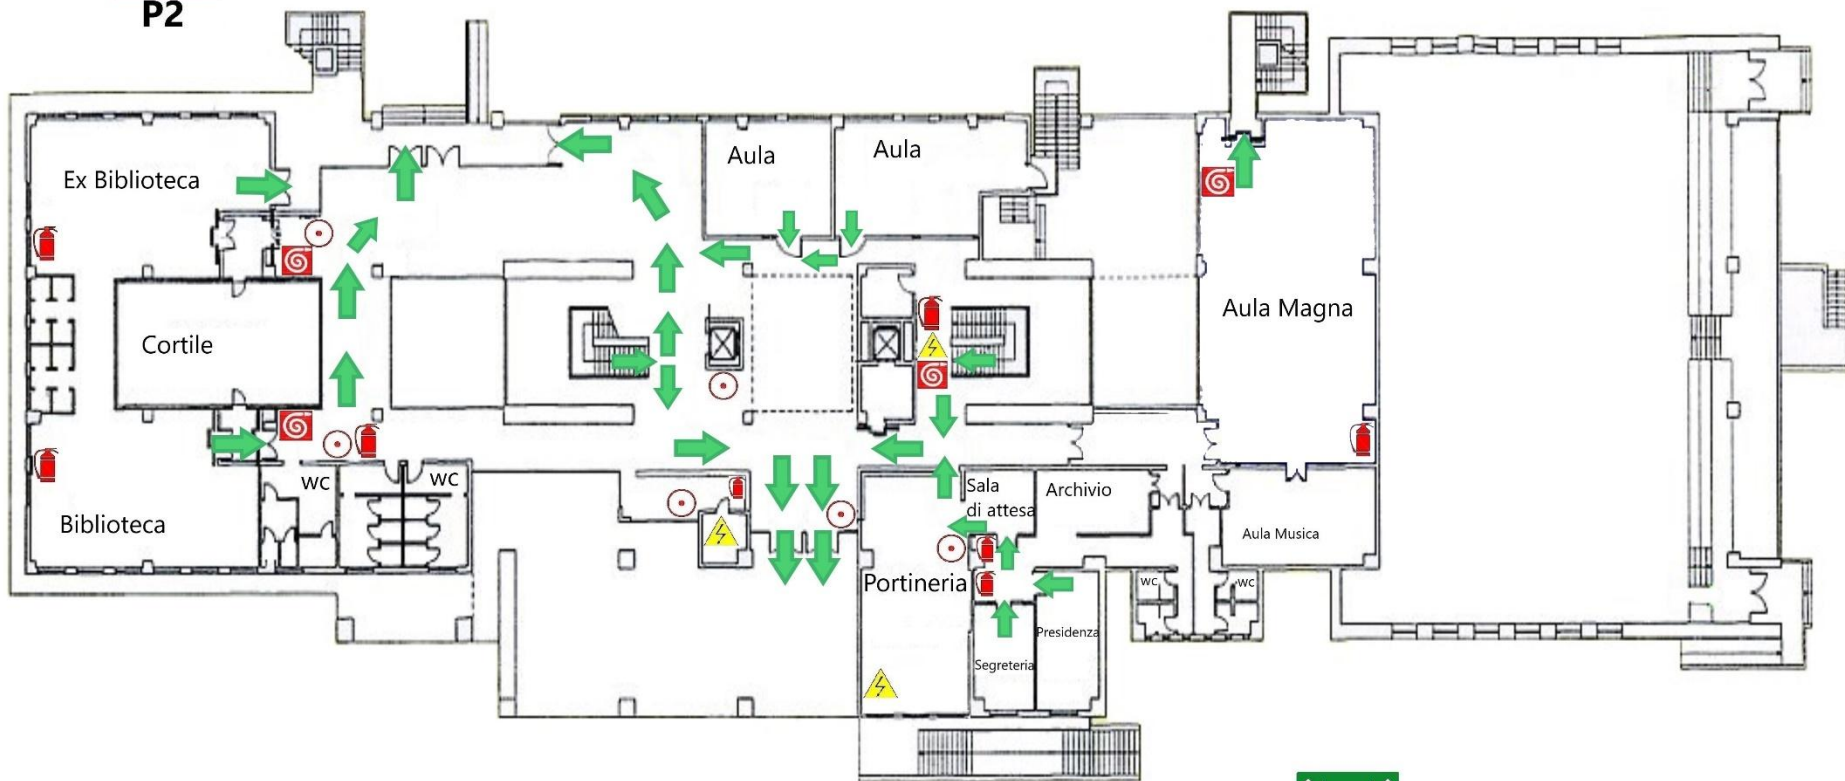 P2
Ex Biblioteca
Aula
Aula
Cortile
Aula Magna
wc
wc
Biblioteca
Sala
di attesa
Archivio
Aula Musica
Portineria
wc
wc
Presidenza
Segreteria